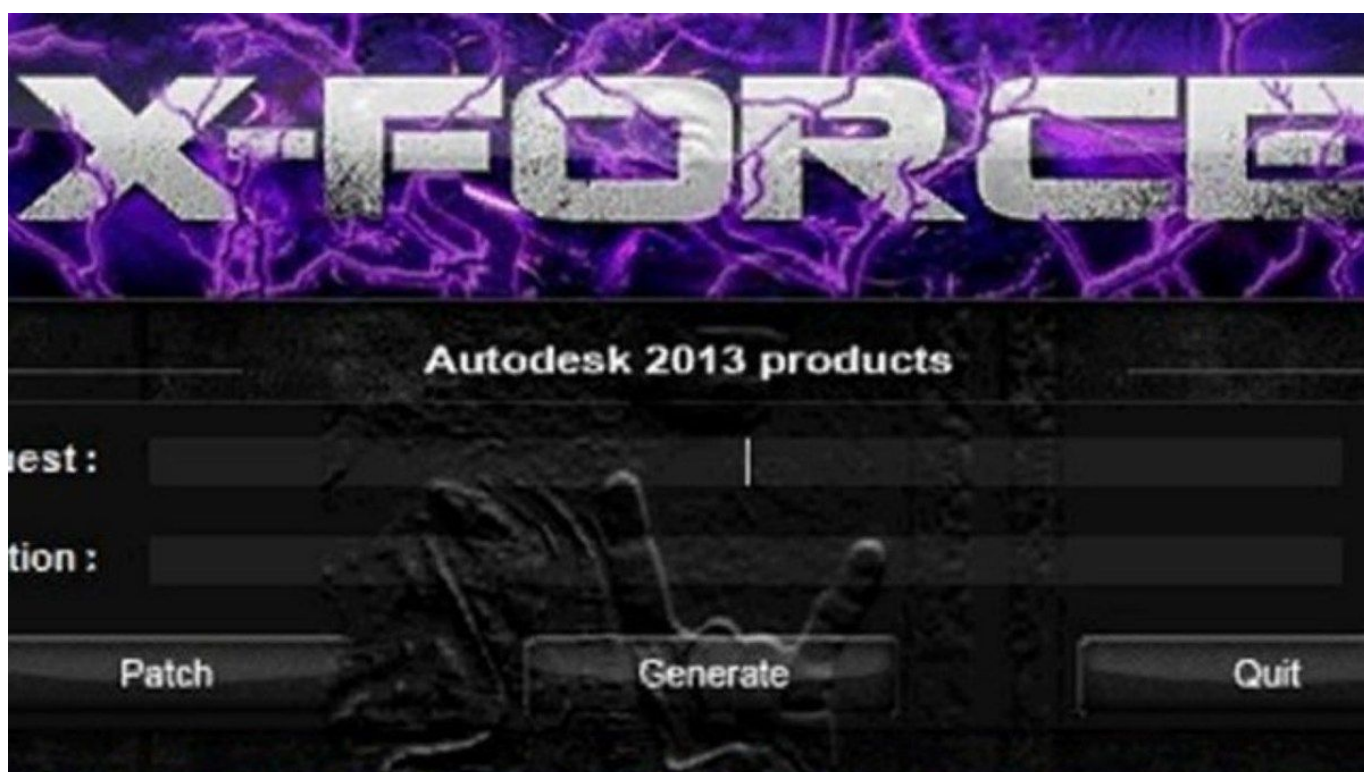 X-FORCE
Autodesk 2013 products
uest :
tion :
Patch Generate Quit